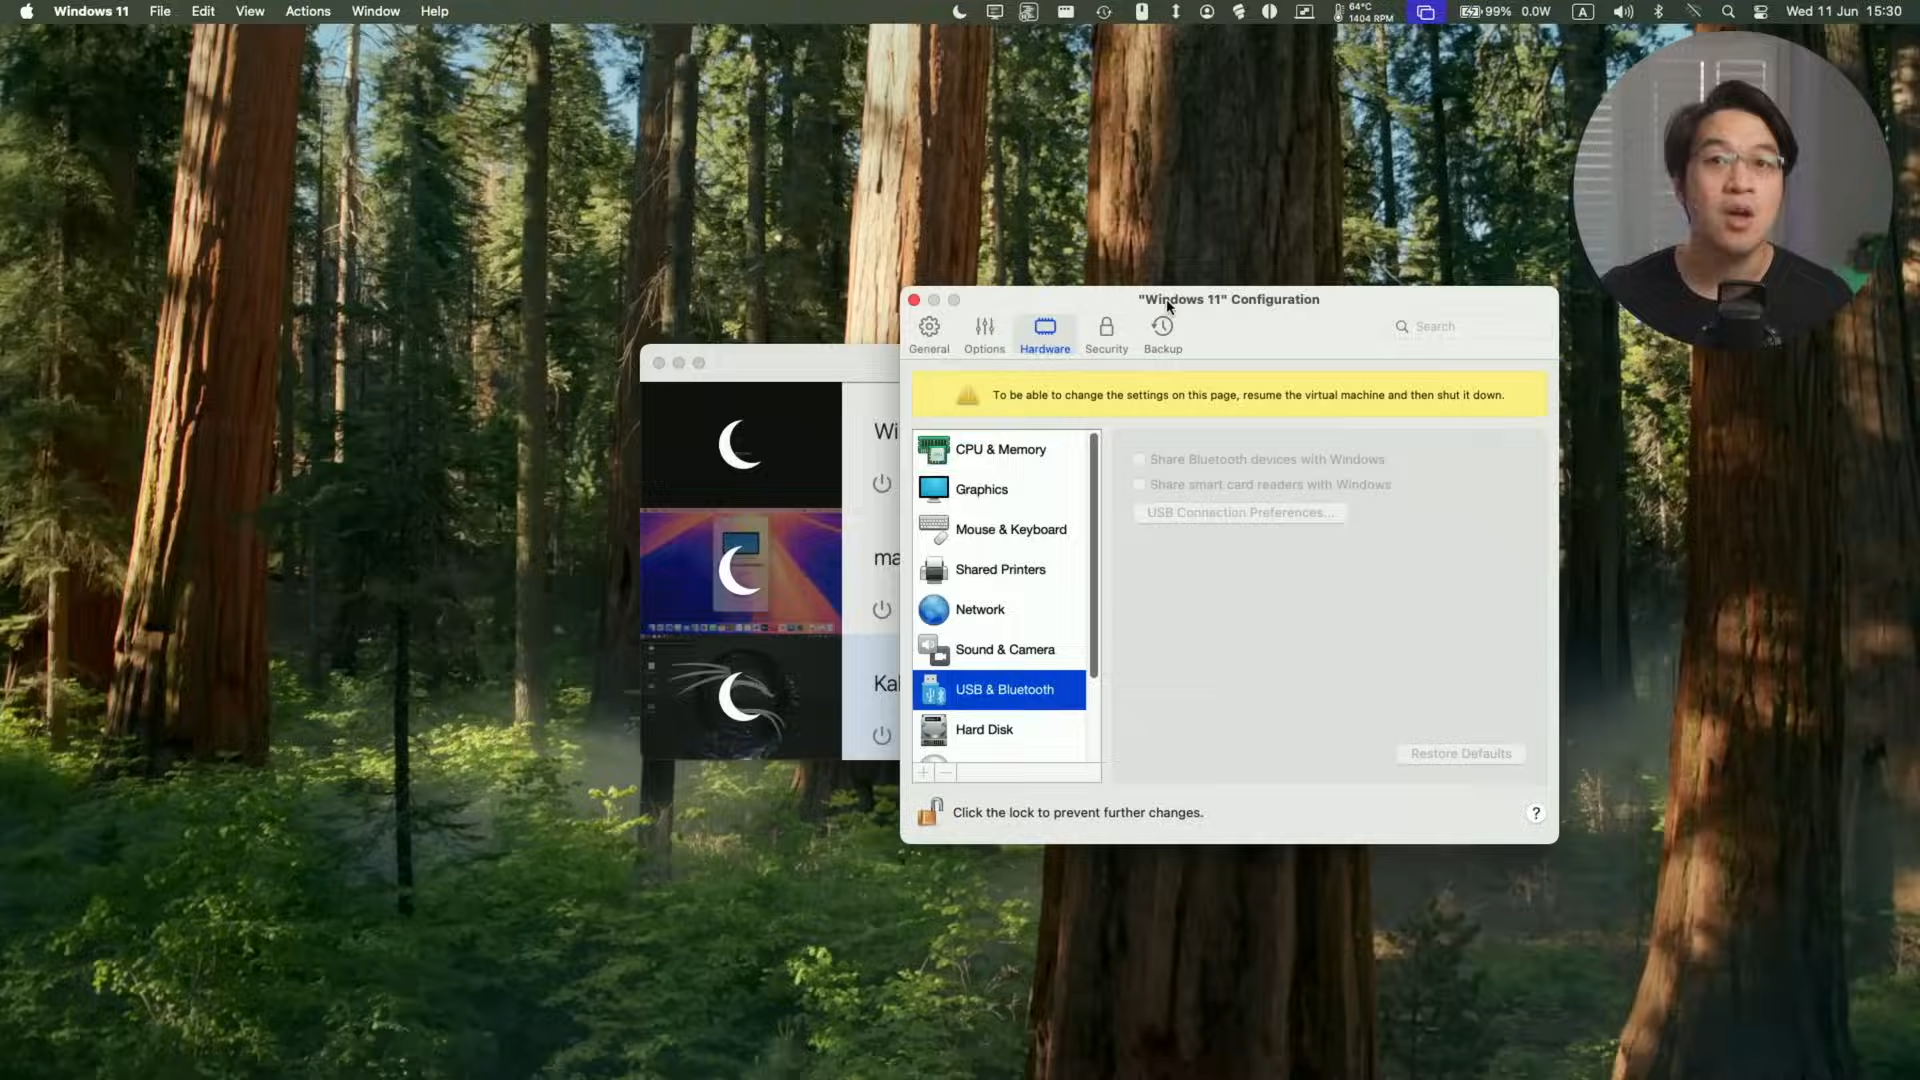 Windows 11 File Edit View Actions Window Help
64°C
1404 RPM
99% 0.0W A Wed 11 Jun 15:30
"Windows 11" Configuration
General Options Hardware Security Backup
Search
To be able to change the settings on this page, resume the virtual machine and then shut it down.
Wi
ma
Kal
CPU & Memory
Graphics
Mouse & Keyboard
Shared Printers
Network
Sound & Camera
USB & Bluetooth
Hard Disk
Share Bluetooth devices with Windows
Share smart card readers with Windows
USB Connection Preferences...
Restore Defaults
Click the lock to prevent further changes.
?